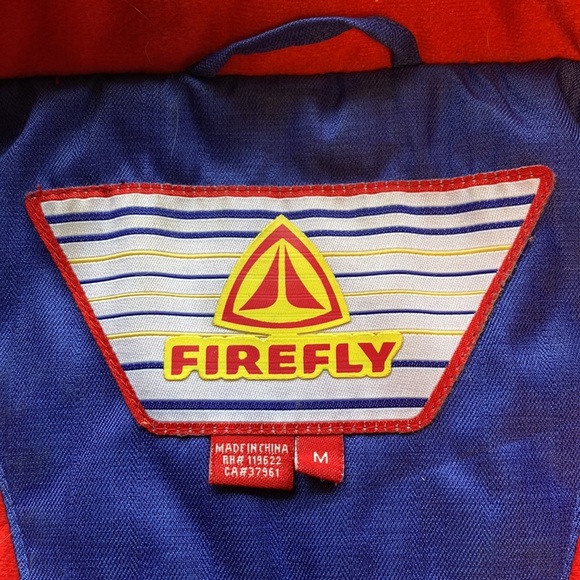 FIREFLY
MADE IN CHINA
RN# 119622
CA#37961
M